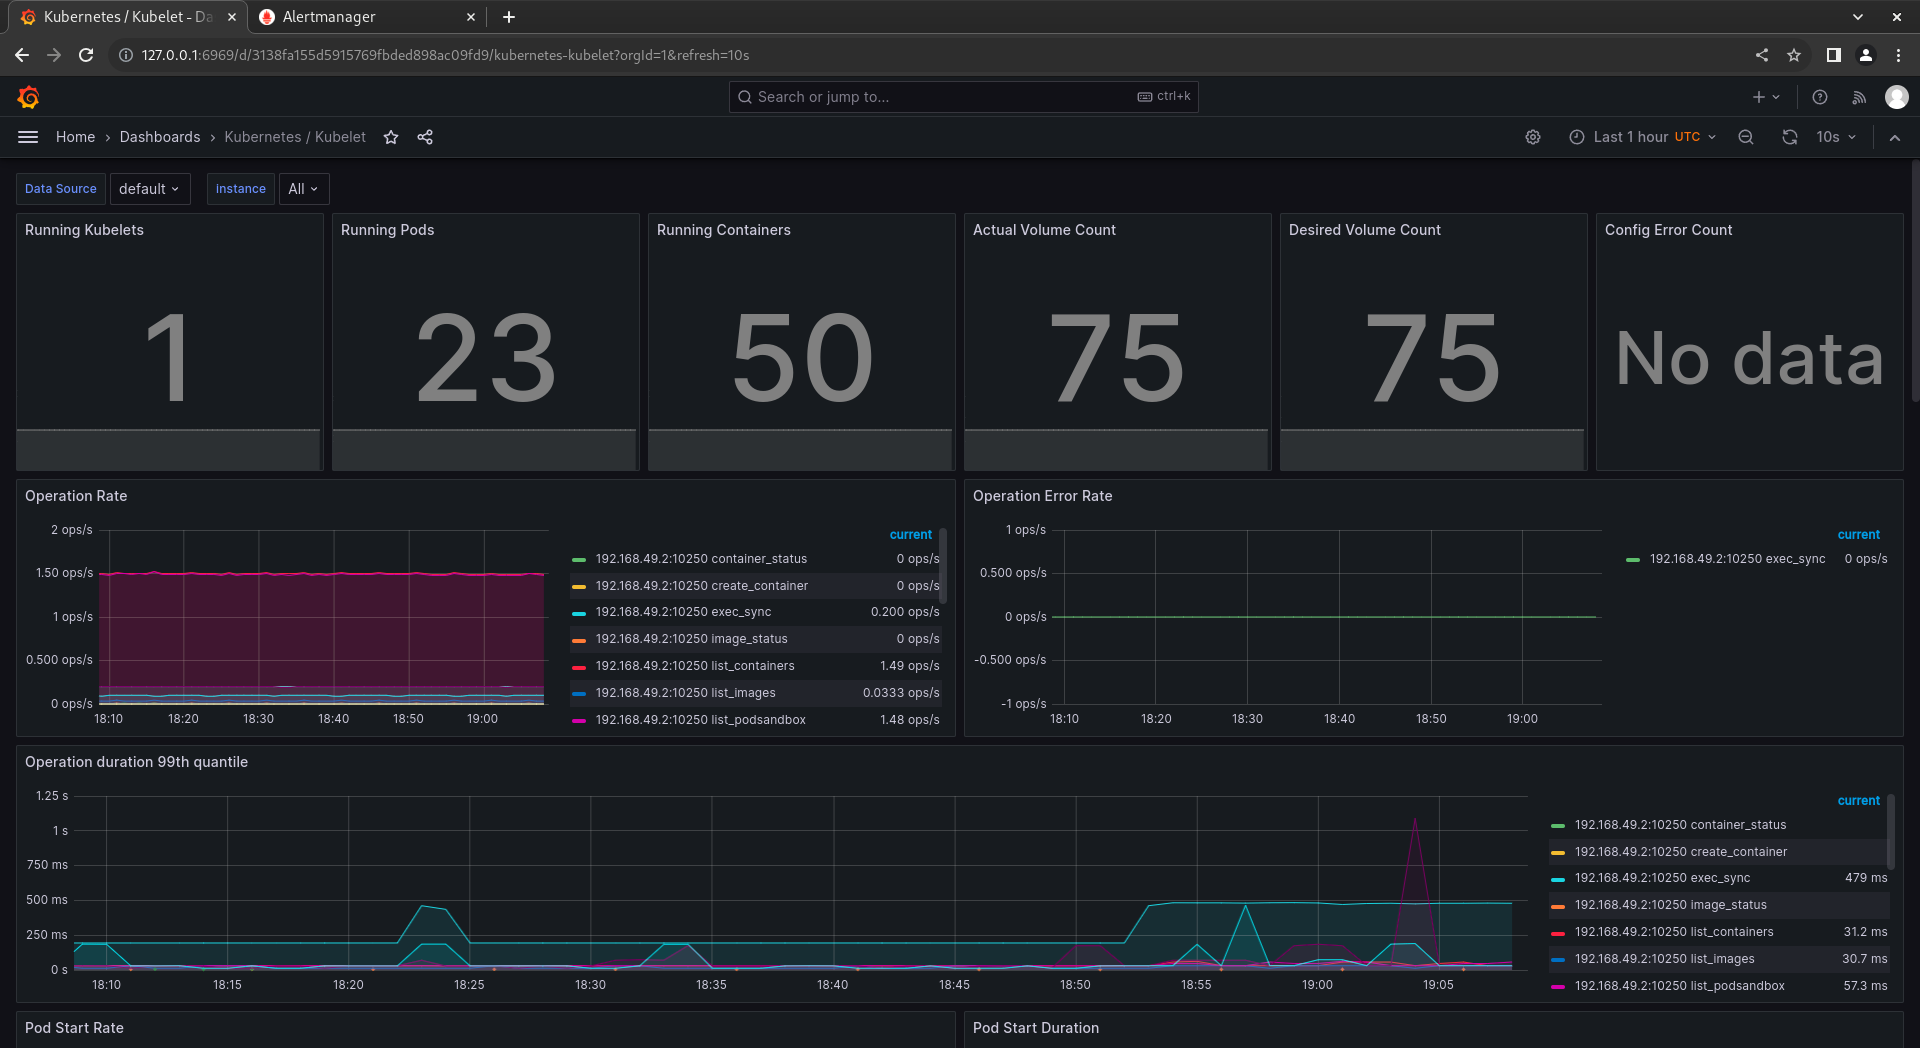 Kubernetes / Kubelet - Da
Alertmanager
127.0.0.1:6969/d/3138fa155d5915769fbded898ac09fd9/kubernetes-kubelet?orgId=1&refresh=10s
Search or jump to...
ctrl+k
Home › Dashboards › Kubernetes / Kubelet
Last 1 hour UTC
10s
Data Source
default
Instance
All
Running Kubelets
1
Running Pods
23
Running Containers
50
Actual Volume Count
75
Desired Volume Count
75
Config Error Count
No data
Operation Rate
2 ops/s
1.50 ops/s
1 ops/s
0.500 ops/s
0 ops/s
18:10 18:20 18:30 18:40 18:50 19:00
current
192.168.49.2:10250 container_status 0 ops/s
192.168.49.2:10250 create_container 0 ops/s
192.168.49.2:10250 exec_sync 0.200 ops/s
192.168.49.2:10250 image_status 0 ops/s
192.168.49.2:10250 list_containers 1.49 ops/s
192.168.49.2:10250 list_images 0.0333 ops/s
192.168.49.2:10250 list_podsandbox 1.48 ops/s
Operation Error Rate
1 ops/s
0.500 ops/s
0 ops/s
-0.500 ops/s
-1 ops/s
18:10 18:20 18:30 18:40 18:50 19:00
current
192.168.49.2:10250 exec_sync 0 ops/s
Operation duration 99th quantile
1.25 s
1 s
750 ms
500 ms
250 ms
0 s
18:10 18:15 18:20 18:25 18:30 18:35 18:40 18:45 18:50 18:55 19:00 19:05
current
192.168.49.2:10250 container_status
192.168.49.2:10250 create_container
192.168.49.2:10250 exec_sync 479 ms
192.168.49.2:10250 image_status
192.168.49.2:10250 list_containers 31.2 ms
192.168.49.2:10250 list_images 30.7 ms
192.168.49.2:10250 list_podsandbox 57.3 ms
Pod Start Rate
Pod Start Duration